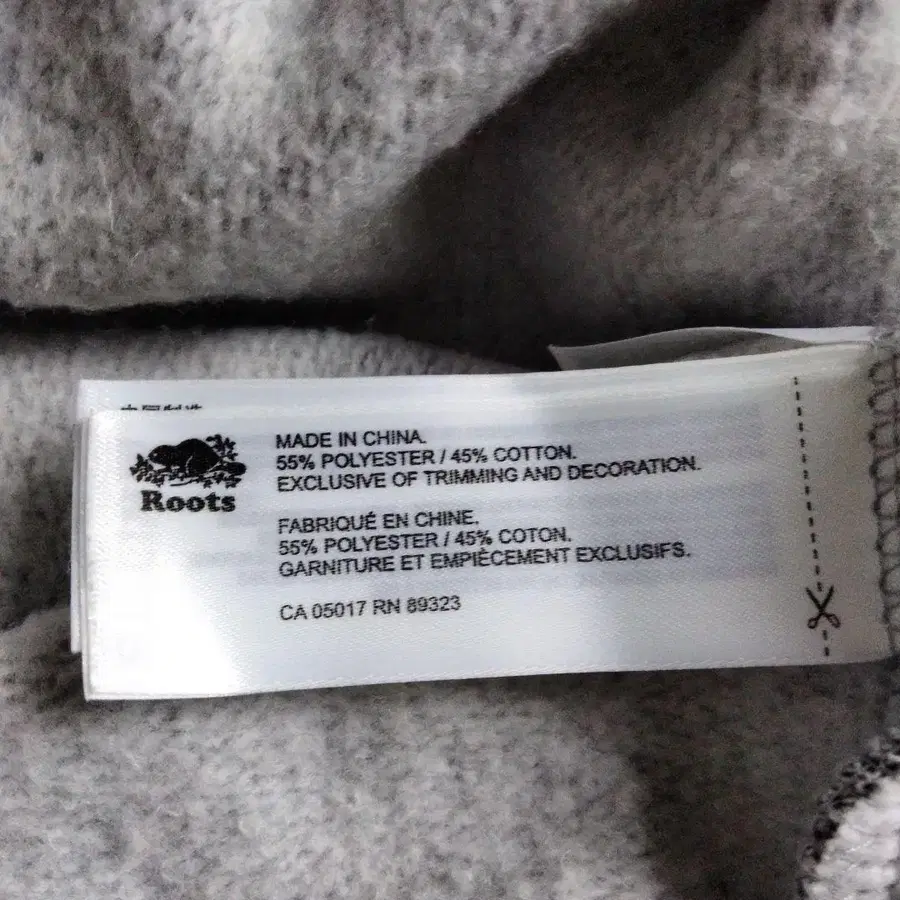 Roots
MADE IN CHINA.
55% POLYESTER / 45% COTTON.
EXCLUSIVE OF TRIMMING AND DECORATION.
FABRIQUÉ EN CHINE.
55% POLYESTER / 45% COTON.
GARNITURE ET EMPIÈCEMENT EXCLUSIFS.
CA 05017 RN 89323